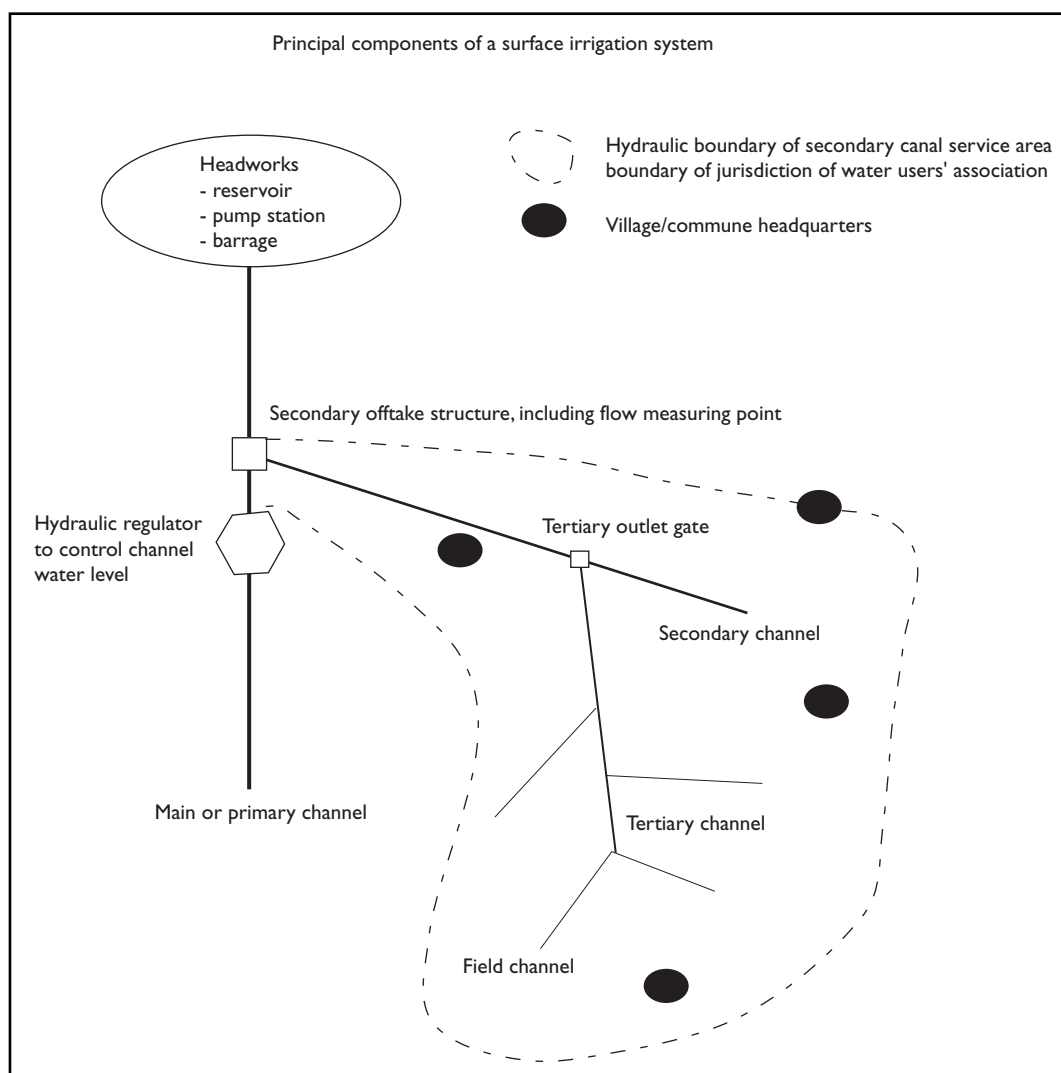 Principal components of a surface irrigation system
Headworks
- reservoir
- pump station
- barrage
Hydraulic boundary of secondary canal service area
boundary of jurisdiction of water users' association
Village/commune headquarters
Secondary offtake structure, including flow measuring point
Hydraulic regulator
to control channel
water level
Tertiary outlet gate
Secondary channel
Main or primary channel
Tertiary channel
Field channel